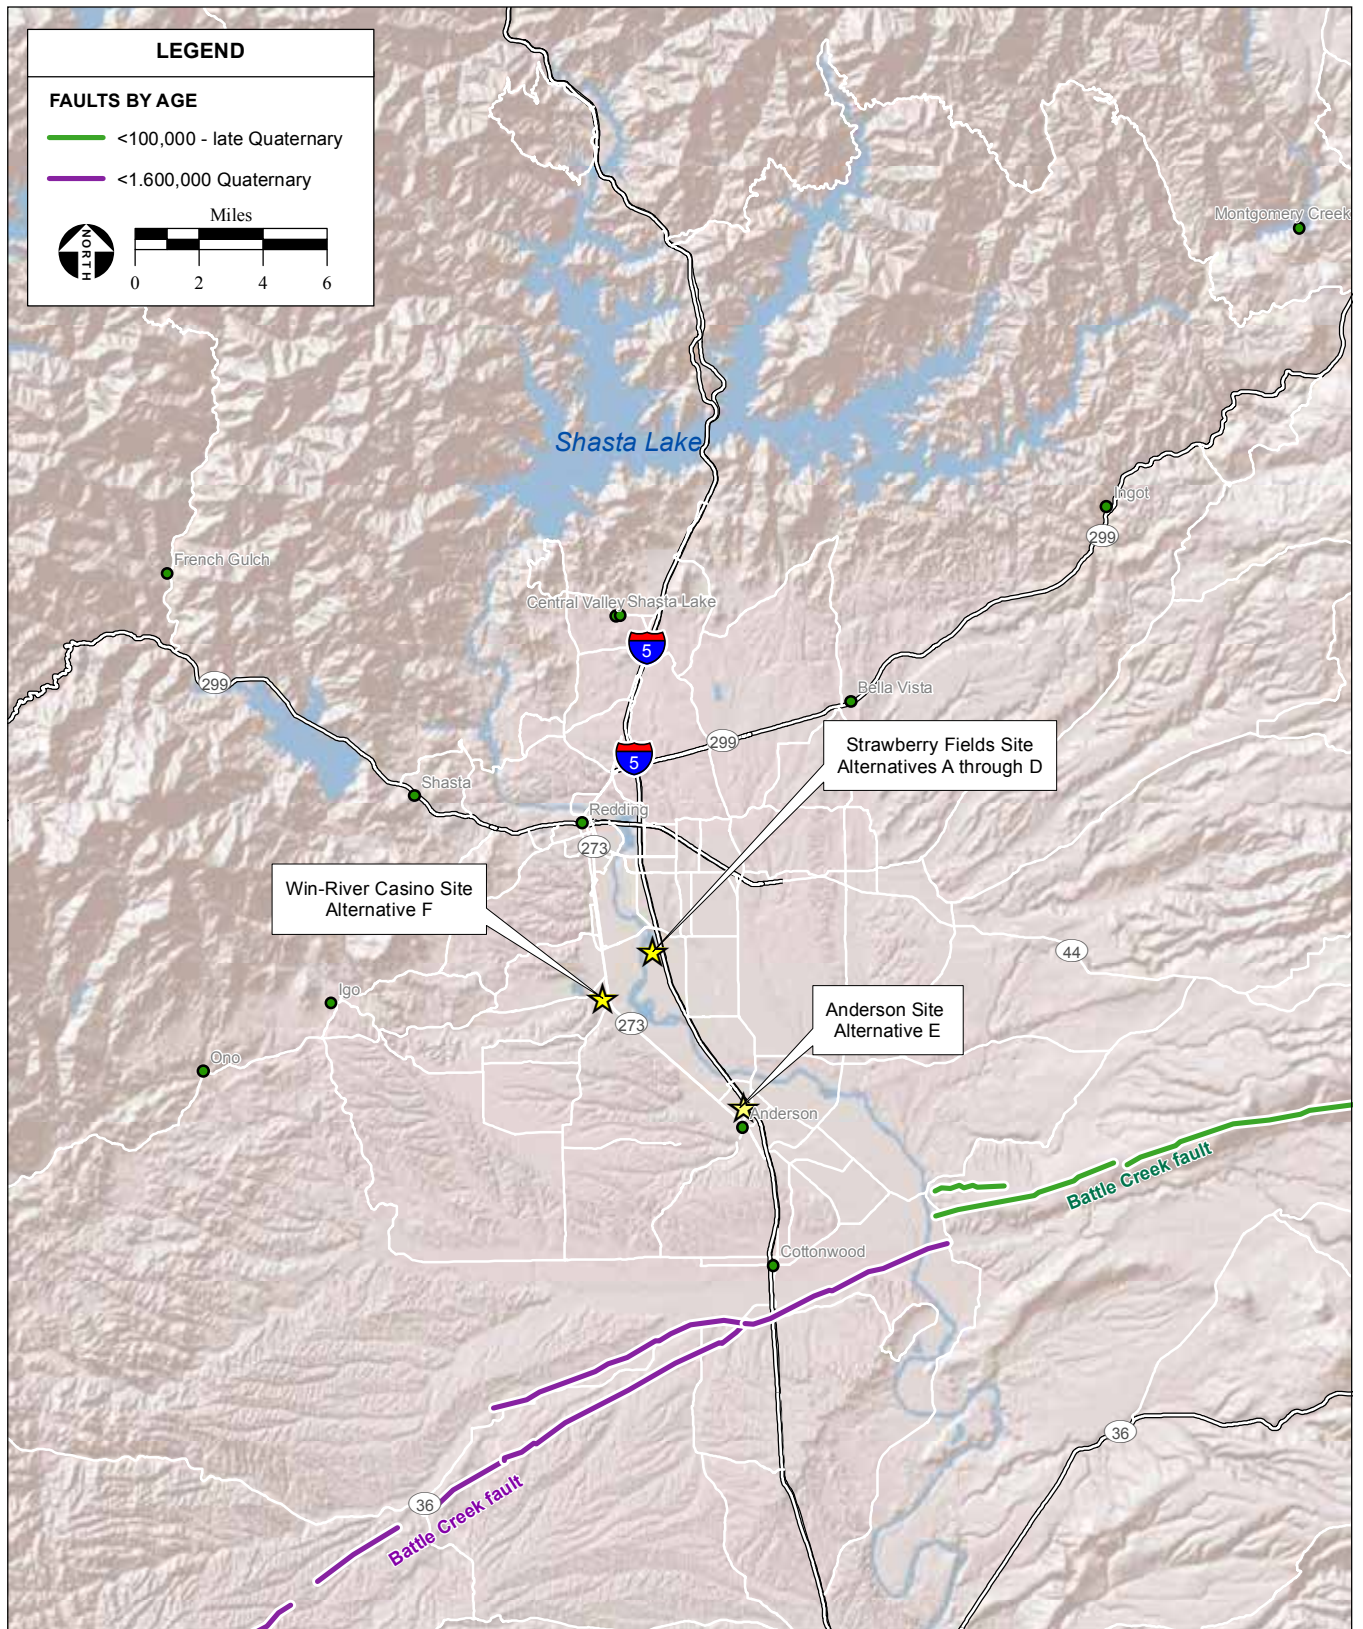 LEGEND
FAULTS BY AGE
<100,000 - late Quaternary
<1.600,000 Quaternary
Miles
NORTH
0 2 4 6
Montgomery Creek
Shasta Lake
Ingot
299
French Gulch
Central Valley Shasta Lake
5
299
Bella Vista
299
5
Strawberry Fields Site
Alternatives A through D
Shasta
Redding
273
Win-River Casino Site
Alternative F
44
Igo
273
Anderson Site
Alternative E
Ono
Anderson
Battle Creek fault
Cottonwood
36
36
Battle Creek fault